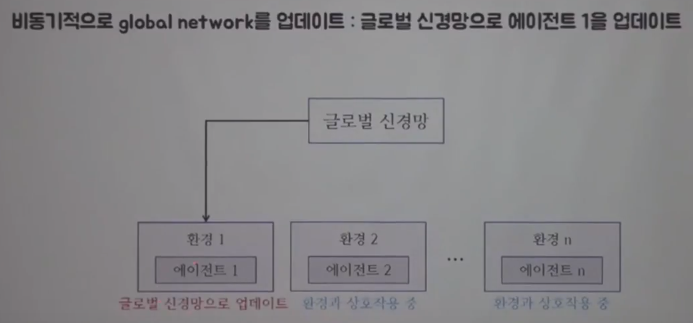 비동기적으로 global network를 업데이트 : 글로벌 신경망으로 에이전트 1을 업데이트
글로벌 신경망
환경 1
에이전트 1
환경 2
에이전트 2
...
환경 n
에이전트 n
글로벌 신경망으로 업데이트
환경과 상호작용 중
환경과 상호작용 중